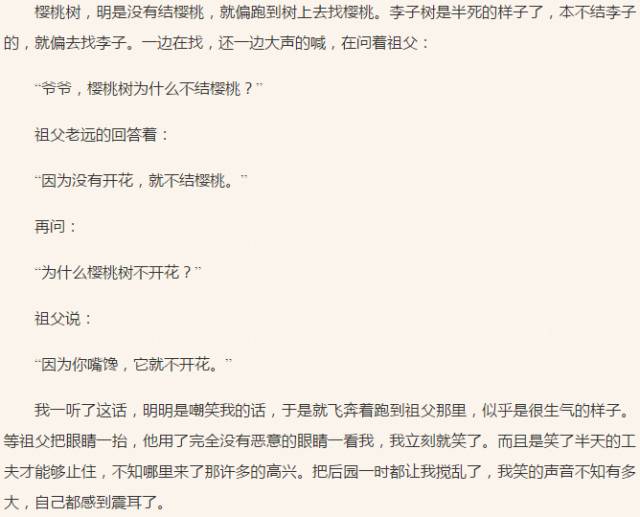 樱桃树，明是没有结樱桃，就偏跑到树上去找樱桃。李子树是半死的样子了，本不结李子
的，就偏去找李子。一边在找，还一边大声的喊，在问着祖父：
“爷爷，樱桃树为什么不结樱桃？”
祖父老远的回答着：
“因为没有开花，就不结樱桃。”
再问：
“为什么樱桃树不开花？”
祖父说：
“因为你嘴馋，它就不开花。”
我一听了这话，明明是嘲笑我的话，于是就飞奔着跑到祖父那里，似乎是很生气的样子。
等祖父把眼睛一抬，他用了完全没有恶意的眼睛一看我，我立刻就笑了。而且是笑了半天的工
夫才能够止住，不知哪里来了那许多的高兴。把后园一时都让我搅乱了，我笑的声音不知有多
大，自己都感到震耳了。